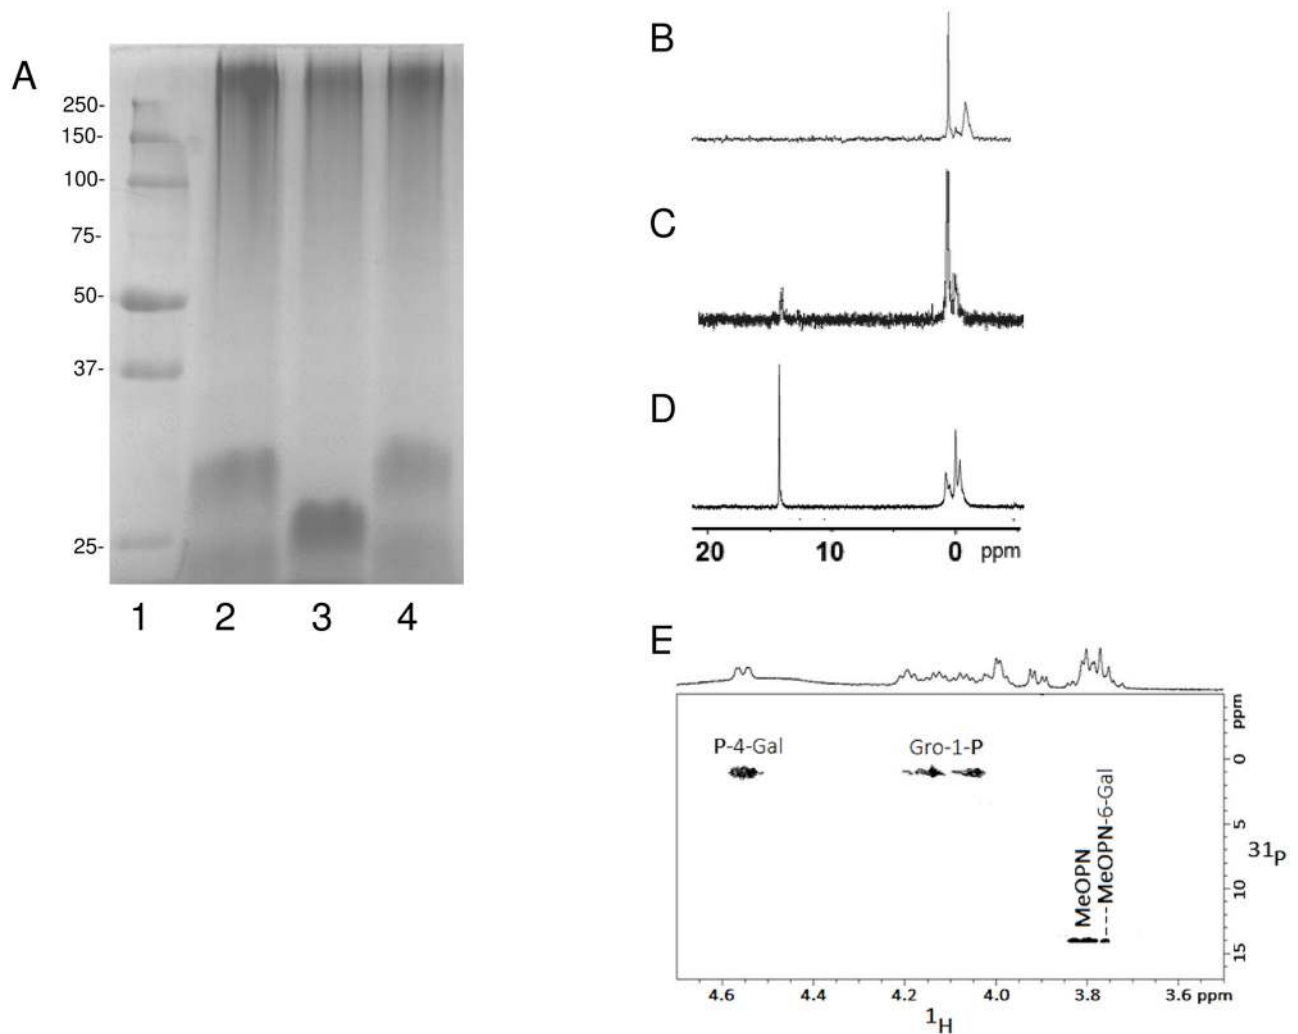 A
250-
150-
100-
75-
50-
37-
25-
1 2 3 4
B
C
D
20 10 0 ppm
E
P-4-Gal
Gro-1-P
MeOPN
MeOPN-6-Gal
ppm
0
5
10
15
31P
4.6 4.4 4.2 4.0 3.8 3.6 ppm
1H